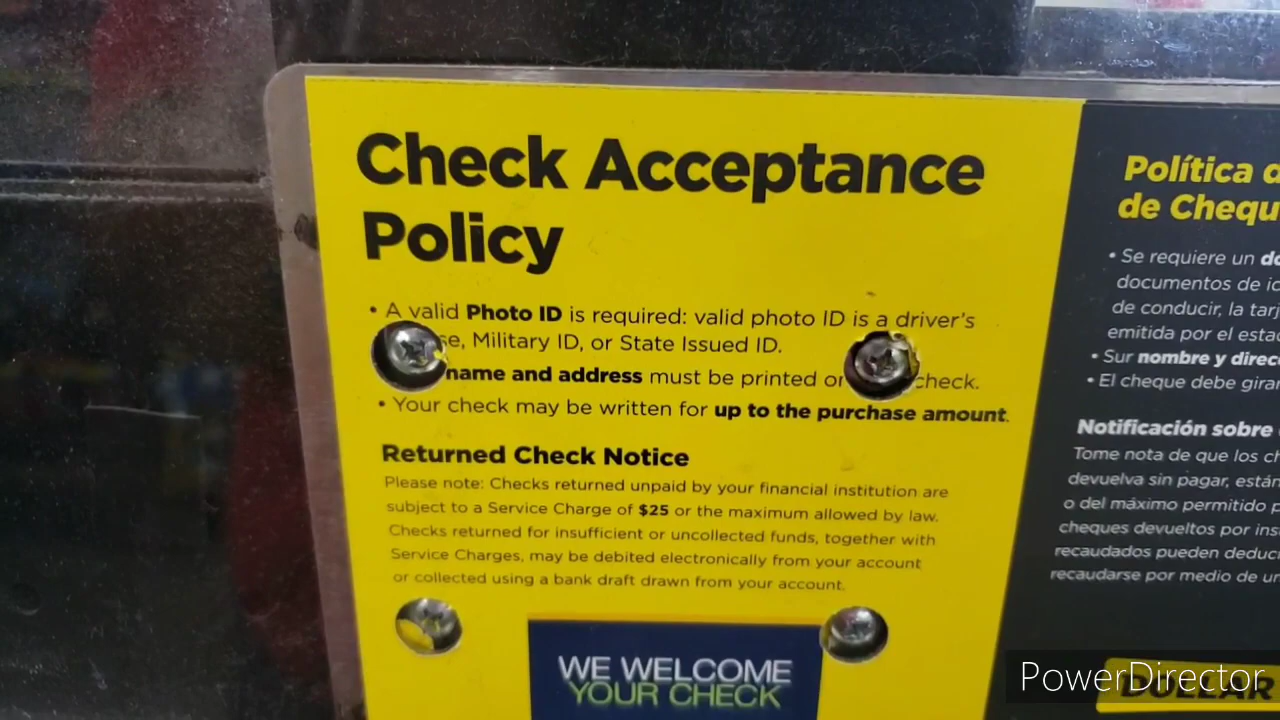 Check Acceptance
Policy
• A valid Photo ID is required: valid photo ID is a driver's
se, Military ID, or State Issued ID.
name and address must be printed on check.
• Your check may be written for up to the purchase amount.
Returned Check Notice
Please note: Checks returned unpaid by your financial institution are
subject to a Service Charge of $25 or the maximum allowed by law.
Checks returned for insufficient or uncollected funds, together with
Service Charges, may be debited electronically from your account
or collected using a bank draft drawn from your account.
WE WELCOME
YOUR CHECK
Política d
de Chequ
• Se requiere un do
documentos de id
de conducir, la tarj
emitida por el estad
• Sur nombre y direc
• El cheque debe girar
Notificación sobre
Tome nota de que los ch
devuelva sin pagar, están
o del máximo permitido p
cheques devueltos por ins
recaudados pueden deduc
recaudarse por medio de un
DOLLAR
PowerDirector